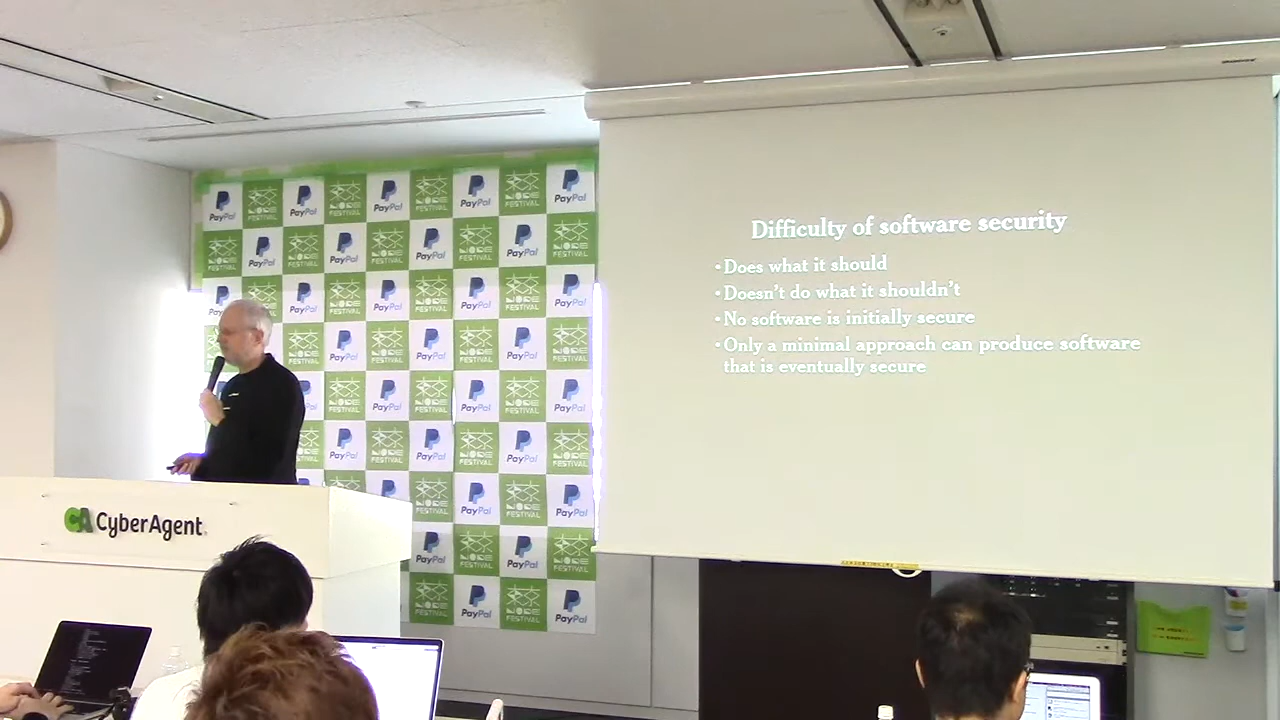 Difficulty of software security
•Does what it should
•Doesn't do what it shouldn't
•No software is initially secure
•Only a minimal approach can produce software
that is eventually secure
PayPal
NODE
FESTIVAL
CA CyberAgent